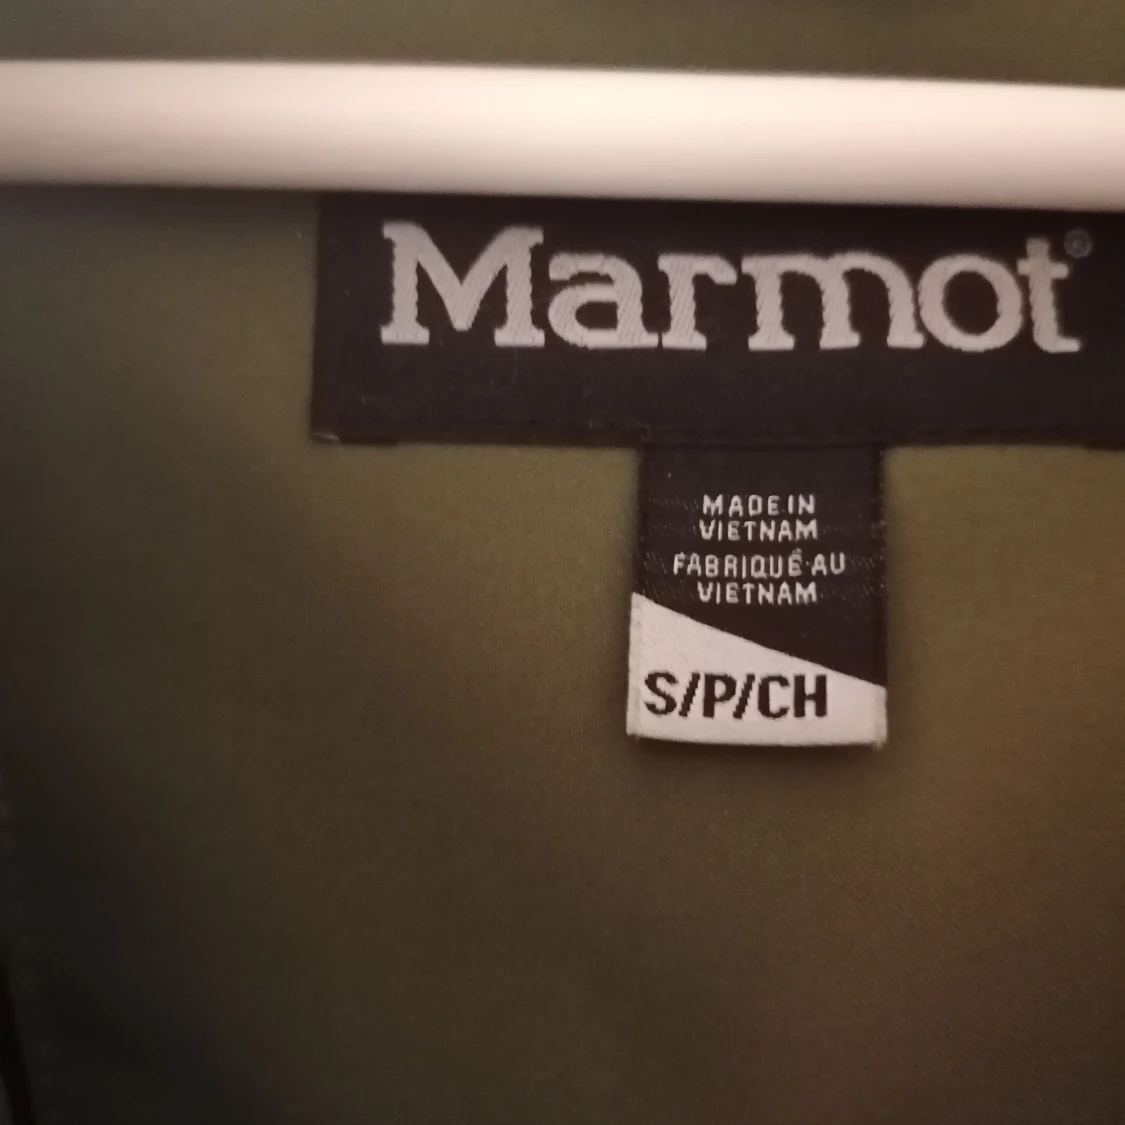 Marmot®
MADE IN
VIETNAM
FABRIQUÉ AU
VIETNAM
S/P/CH